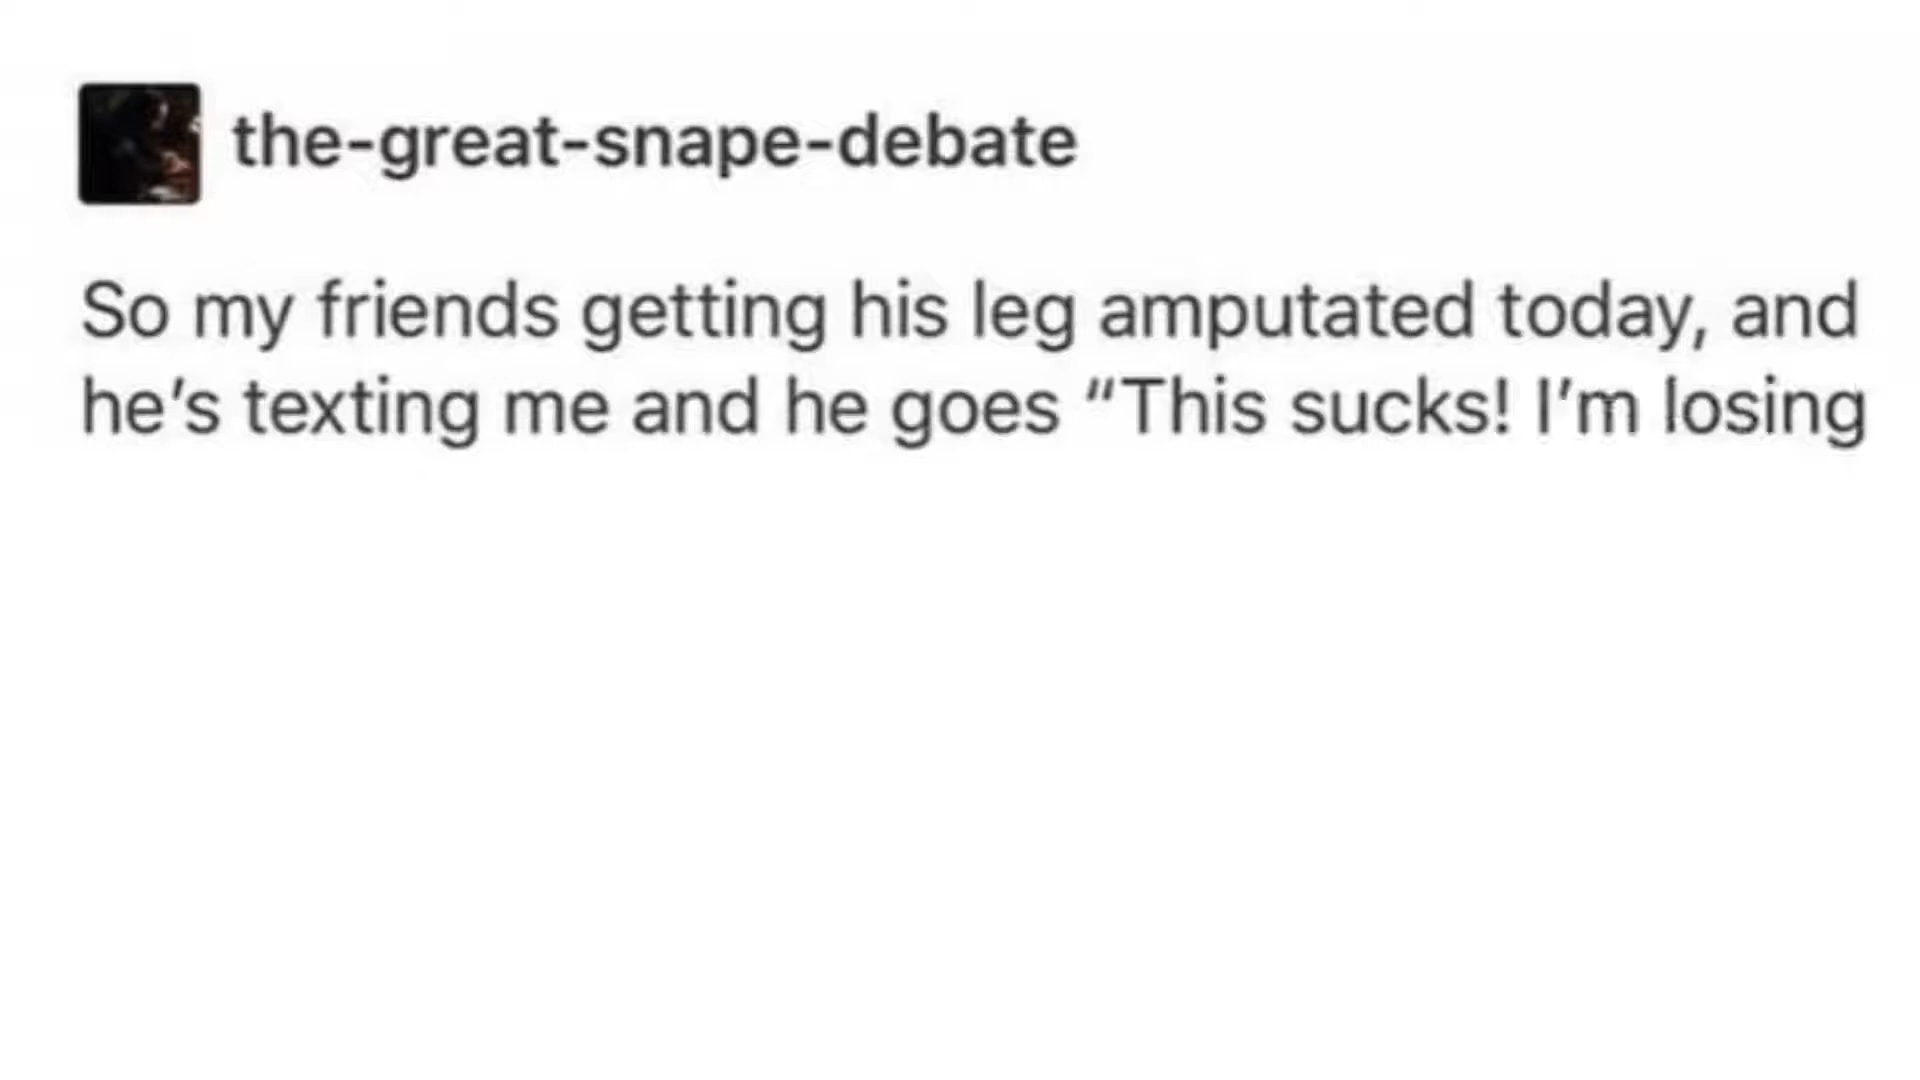 the-great-snape-debate
So my friends getting his leg amputated today, and
he’s texting me and he goes “This sucks! I’m losing